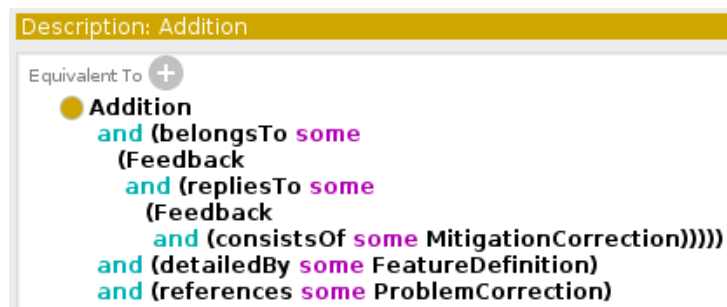 Description: Addition
Equivalent To
Addition
and (belongsTo some
(Feedback
and (repliesTo some
(Feedback
and (consistsOf some MitigationCorrection)))))
and (detailedBy some FeatureDefinition)
and (references some ProblemCorrection)